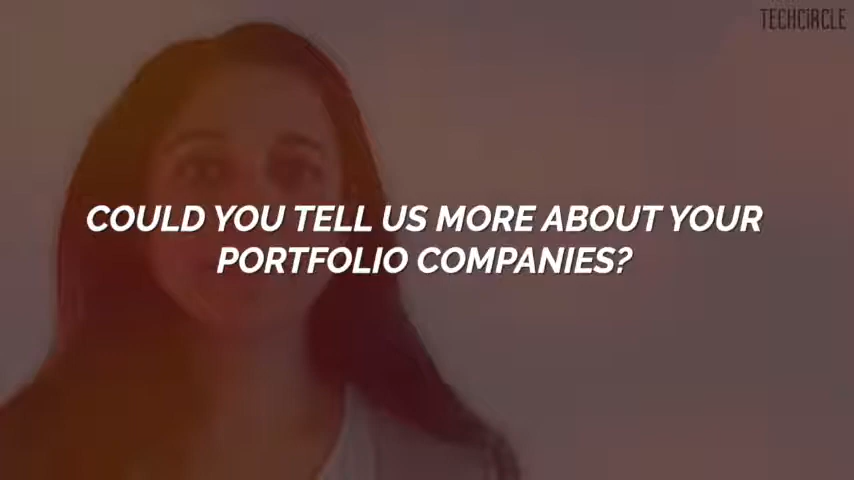 TECHCIRCLE
COULD YOU TELL US MORE ABOUT YOUR
PORTFOLIO COMPANIES?